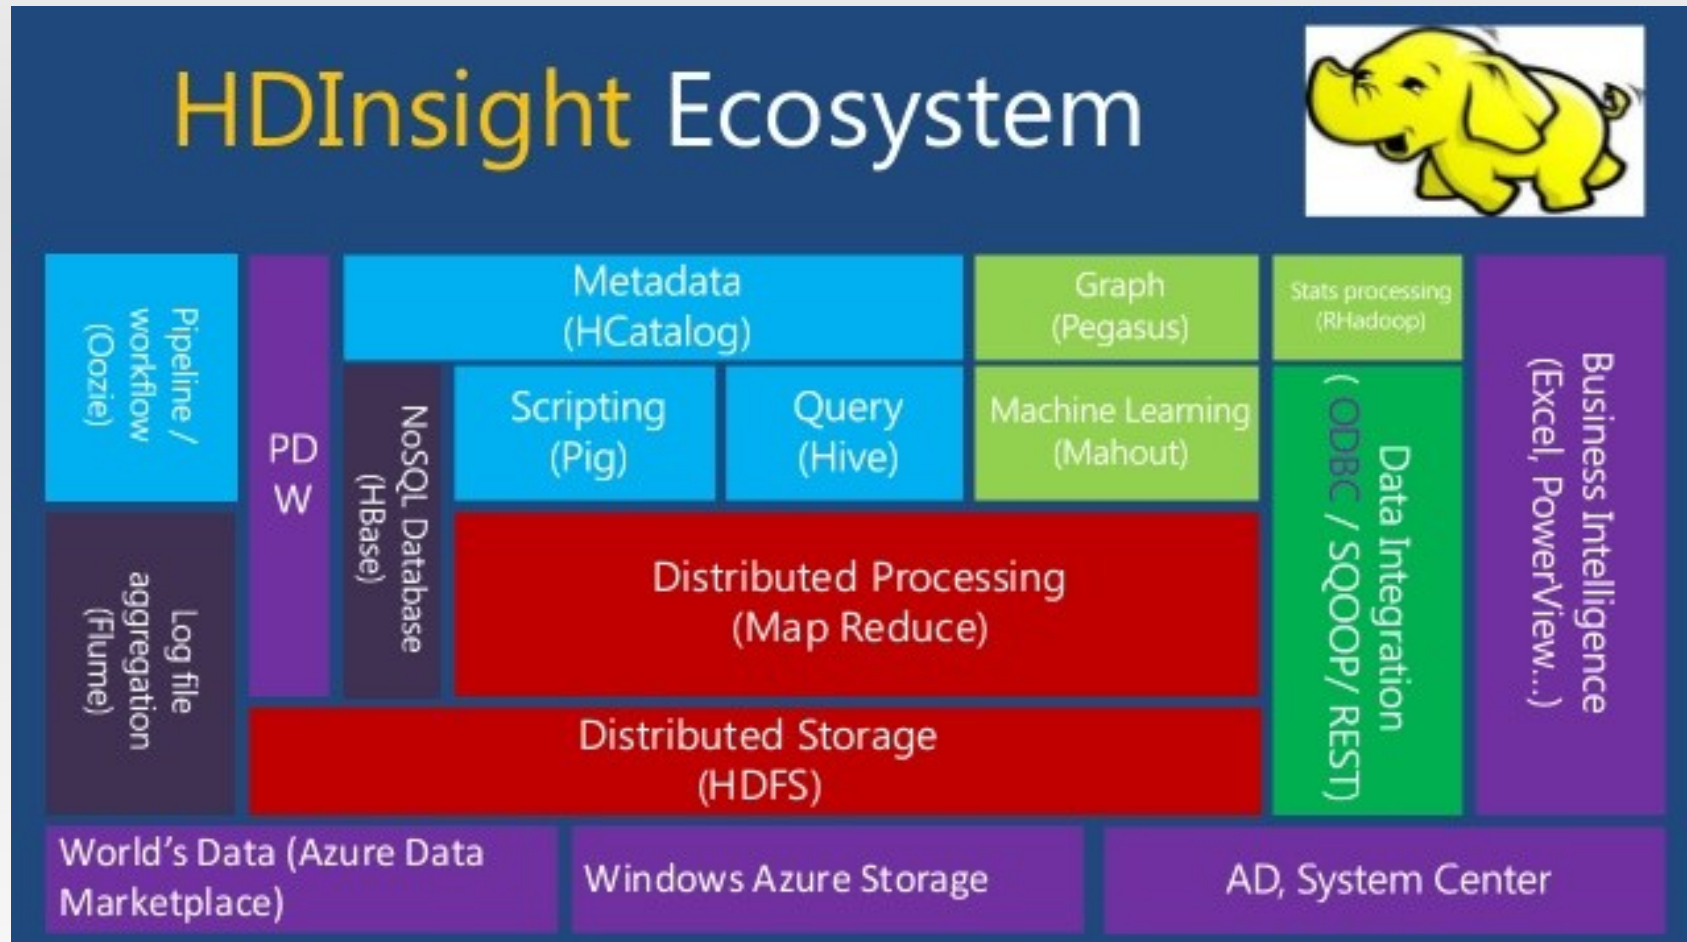 HDInsight Ecosystem
Pipeline /
workflow
(Oozie)
PD
W
Metadata
(HCatalog)
Graph
(Pegasus)
Stats processing
(RHadoop)
Business Intelligence
(Excel, PowerView...)
NoSQL Database
(HBase)
Scripting
(Pig)
Query
(Hive)
Machine Learning
(Mahout)
Data Integration
( ODBC / SQOOP/ REST)
Log file
aggregation
(Flume)
Distributed Processing
(Map Reduce)
Distributed Storage
(HDFS)
World's Data (Azure Data
Marketplace)
Windows Azure Storage
AD, System Center